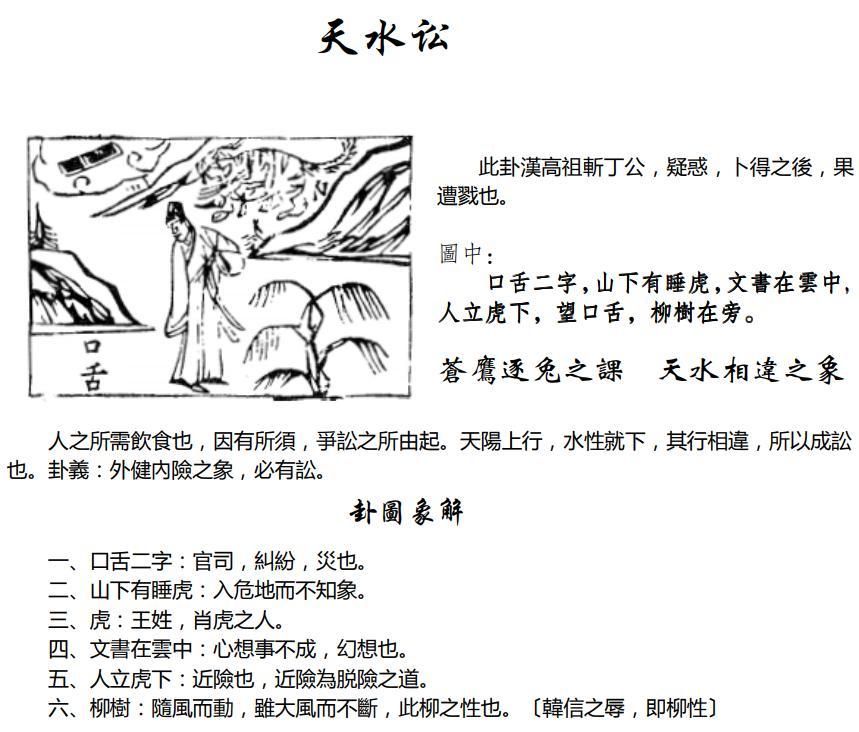 天水讼
此卦漢高祖斬丁公，疑惑，卜得之後，果
遭戮也。
圖中：
口舌二字，山下有睡虎，文書在雲中，
人立虎下，望口舌，柳樹在旁。
蒼鷹逐兔之課　天水相違之象
口
舌
人之所需飲食也，因有所須，爭訟之所由起。天陽上行，水性就下，其行相違，所以成訟
也。卦義：外健內險之象，必有訟。
卦圖象解
一、口舌二字：官司，糾紛，災也。
二、山下有睡虎：入危地而不知象。
三、虎：王姓，肖虎之人。
四、文書在雲中：心想事不成，幻想也。
五、人立虎下：近險也，近險為脱險之道。
六、柳樹：隨風而動，雖大風而不斷，此柳之性也。〔韓信之辱，即柳性〕